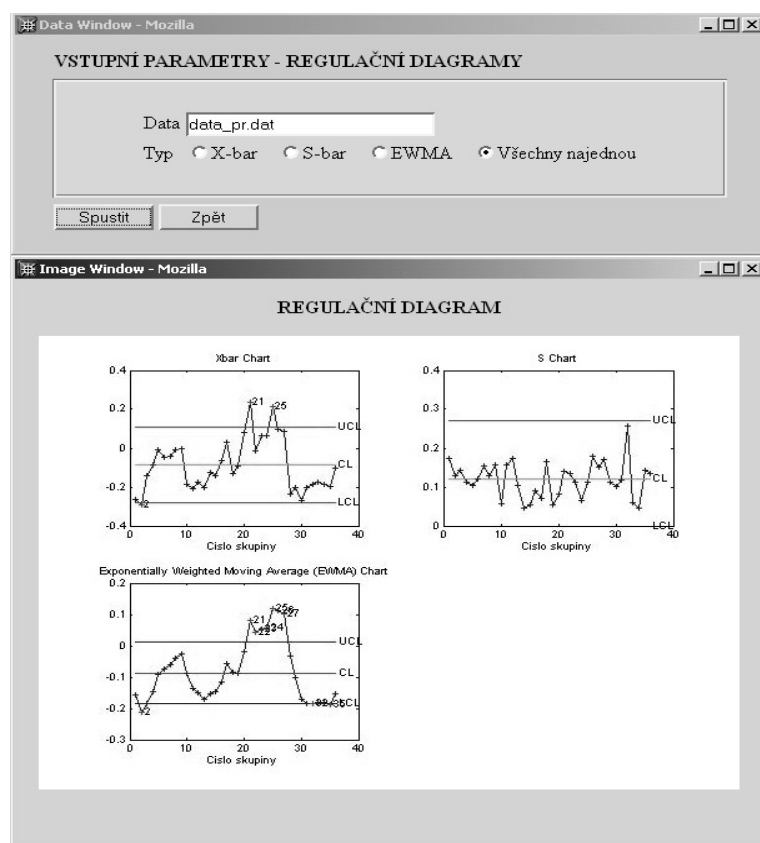 Data Window - Mozilla
VSTUPNÍ PARAMETRY - REGULAČNÍ DIAGRAMY
Data data_pr.dat
Typ X-bar S-bar EWMA Všechny najednou
Spustit Zpět
Image Window - Mozilla
REGULAČNÍ DIAGRAM
Xbar Chart
0.4
0.2
0
-0.2
-0.4
0 10 20 30 40
2
21
25
UCL
CL
LCL
Cislo skupiny
S Chart
0.4
0.3
0.2
0.1
0
0 10 20 30 40
UCL
CL
LCL
Cislo skupiny
Exponentially Weighted Moving Average (EWMA) Chart
0.2
0.1
0
-0.1
-0.2
-0.3
0 10 20 30 40
2
21
22
24
25
27
UCL
CL
LCL
Cislo skupiny